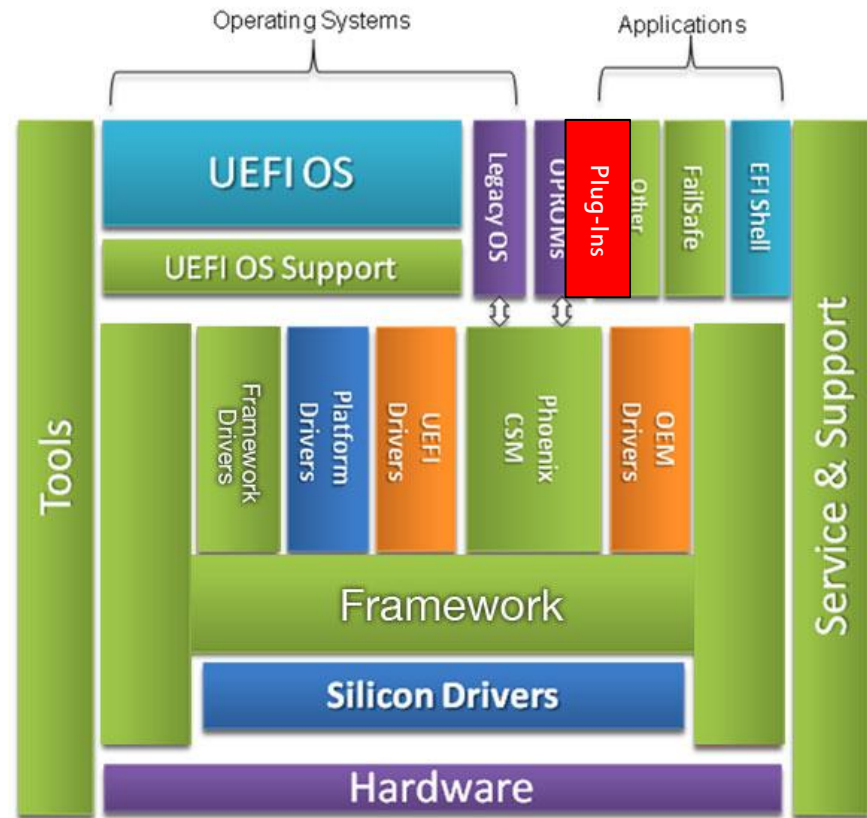 Operating Systems
Applications
Tools
UEFI OS
UEFI OS Support
Legacy OS
OPROMs
Plug-Ins
Other
FailSafe
EFI Shell
Service & Support
Framework
Drivers
Platform
Drivers
UEFI
Drivers
Phoenix
CSM
OEM
Drivers
Framework
Silicon Drivers
Hardware